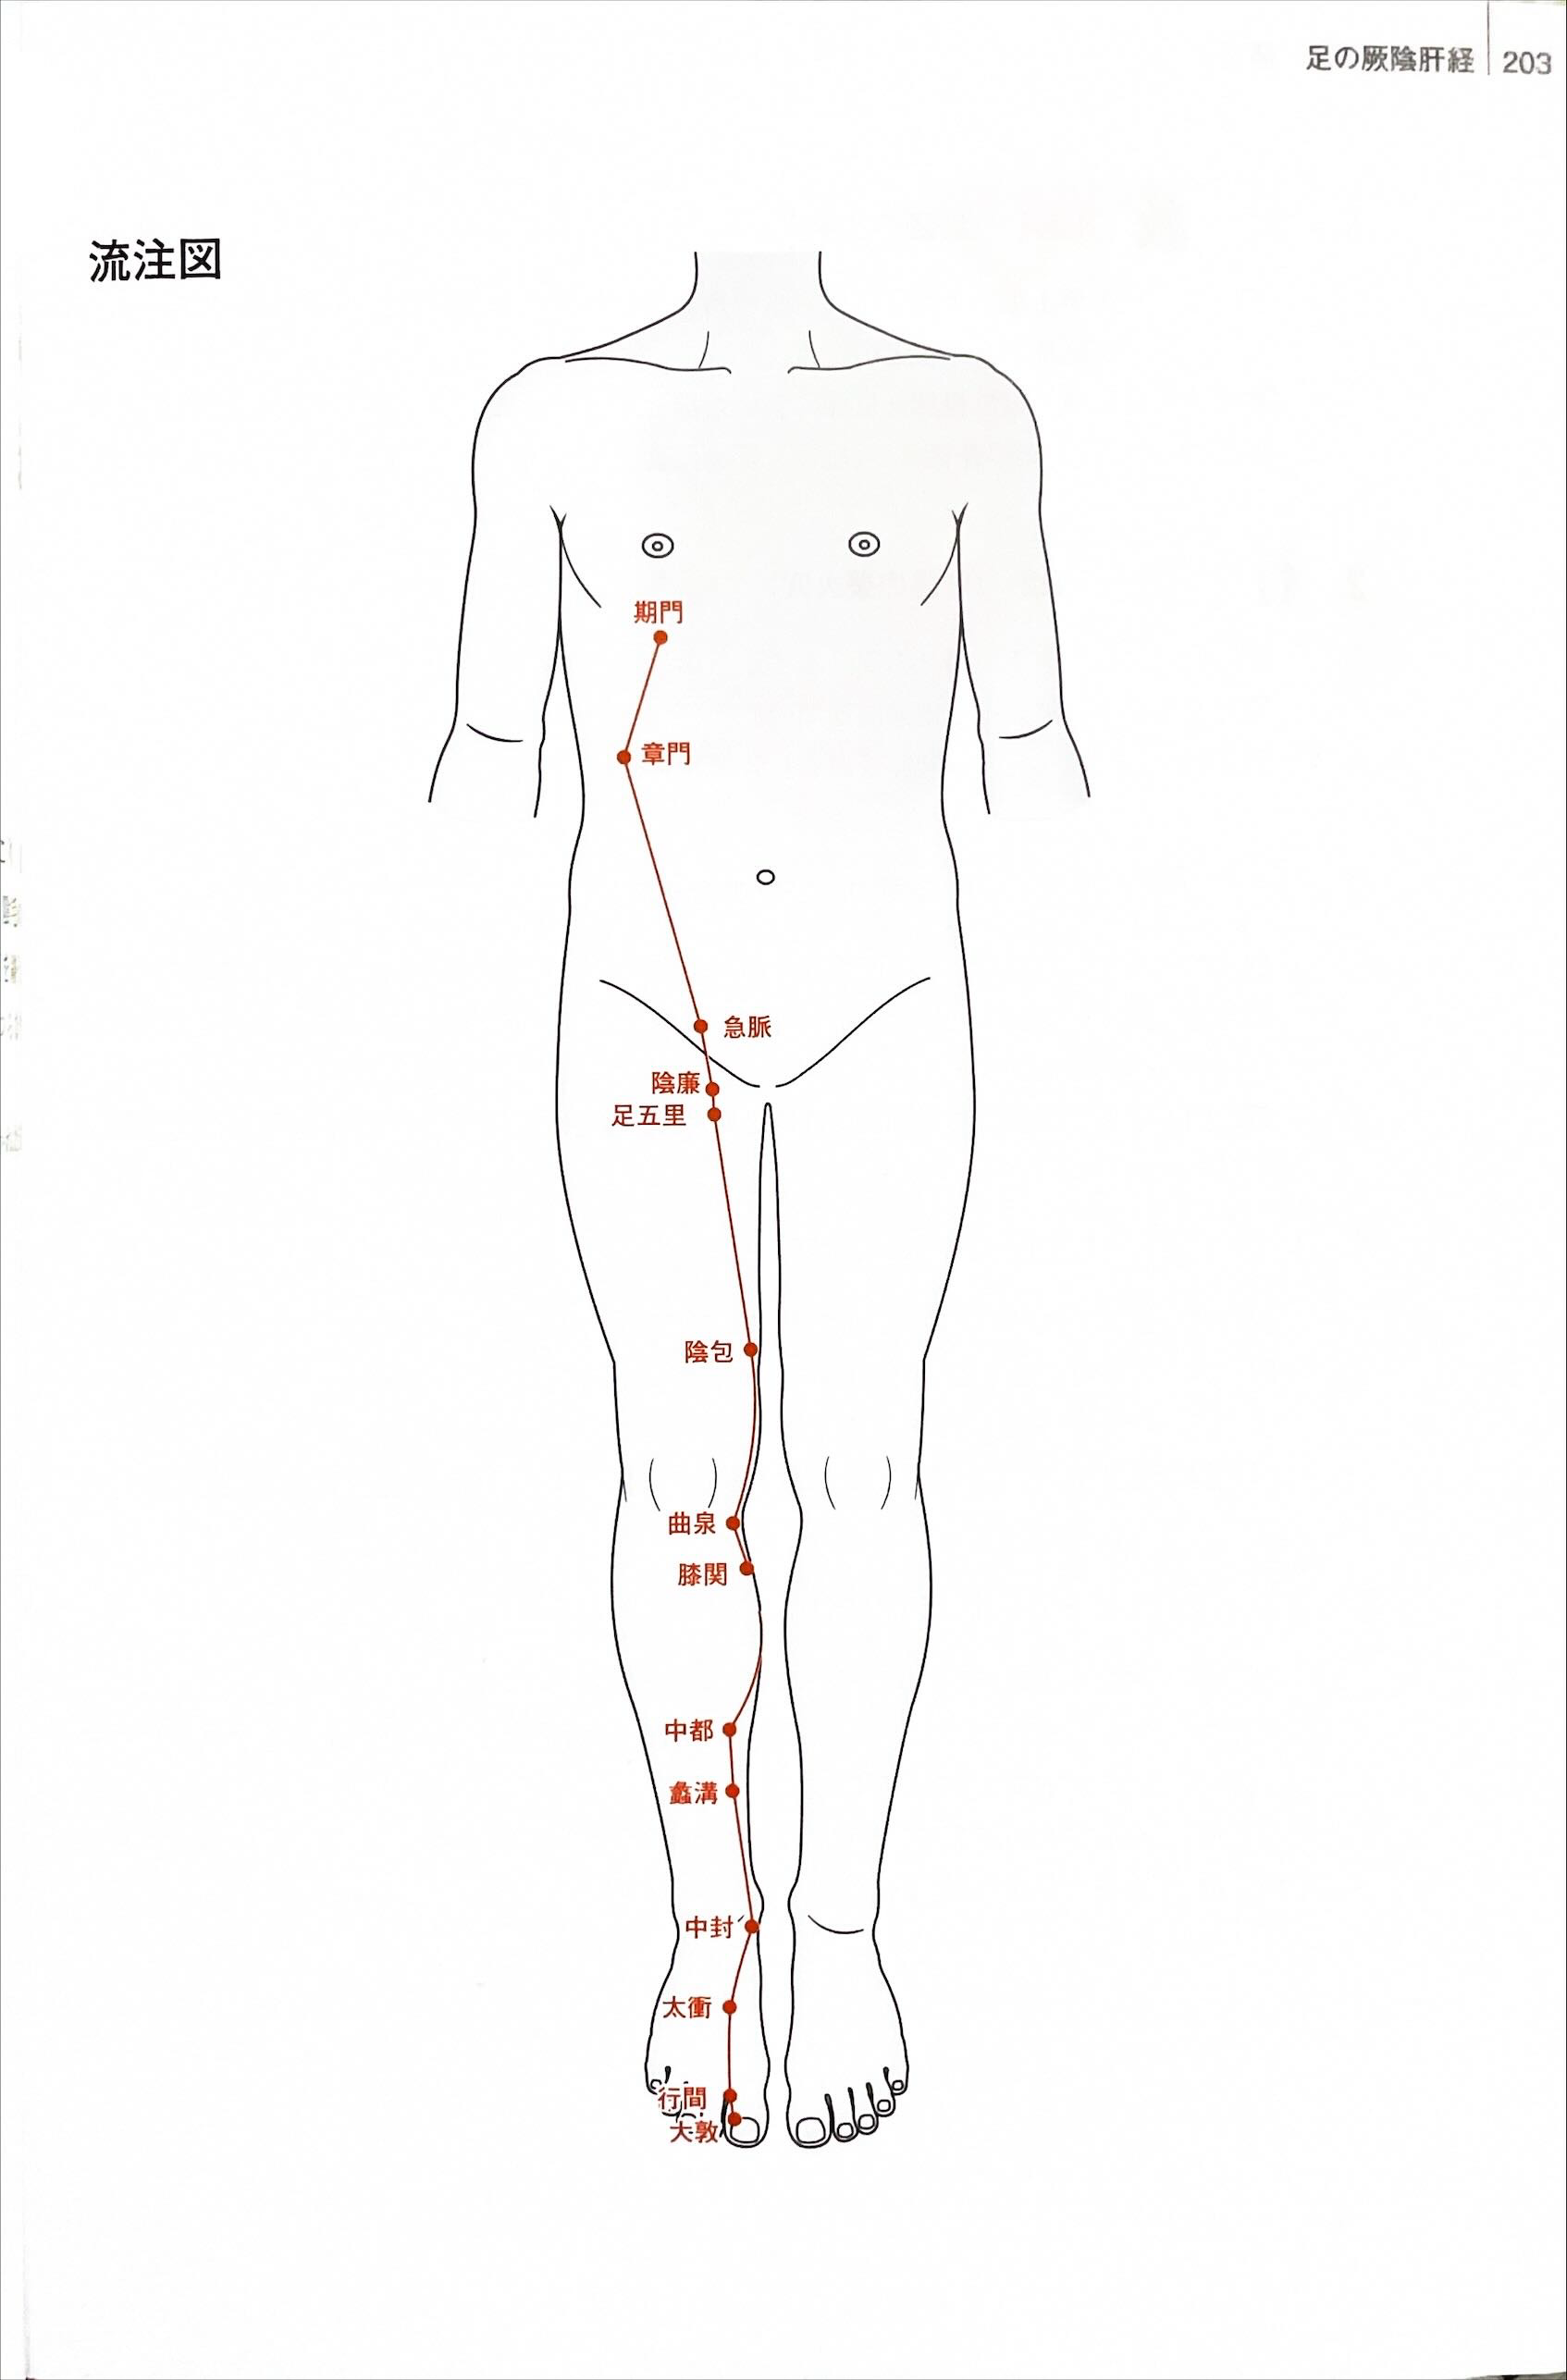 足の厥陰肝経 203
流注図
期門
章門
急脈
陰廉
足五里
陰包
曲泉
膝関
中都
蠡溝
中封
太衝
行間
大敦